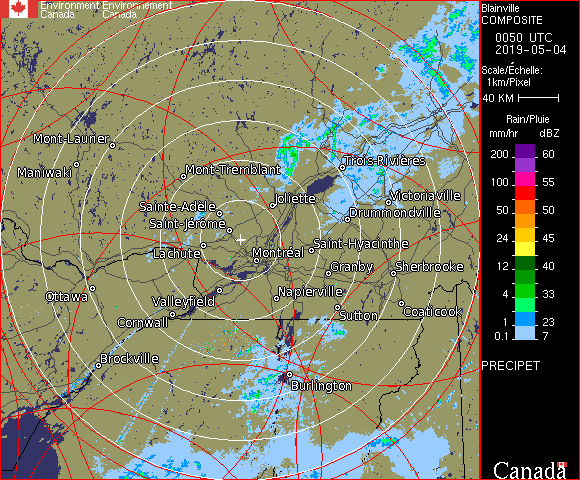 Environment Environnement
Canada Canada
Blainville
COMPOSITE
0050 UTC
2019-05-04
Scale/Échelle:
1km/Pixel
40 KM
Rain/Pluie
mm/hr dBZ
200 60
100 55
50 50
24 45
12 40
4 33
1 23
0.1 7
PRECIPET
Canada
Mont-Laurier
Maniwaki
Mont-Tremblant
Trois-Rivières
Sainte-Adèle
Joliette
Victoriaville
Drummondville
Saint-Jérôme
Lachute
Montréal
Saint-Hyacinthe
Granby
Sherbrooke
Ottawa
Valleyfield
Napierville
Cornwall
Sutton
Coaticook
Brockville
Burlington